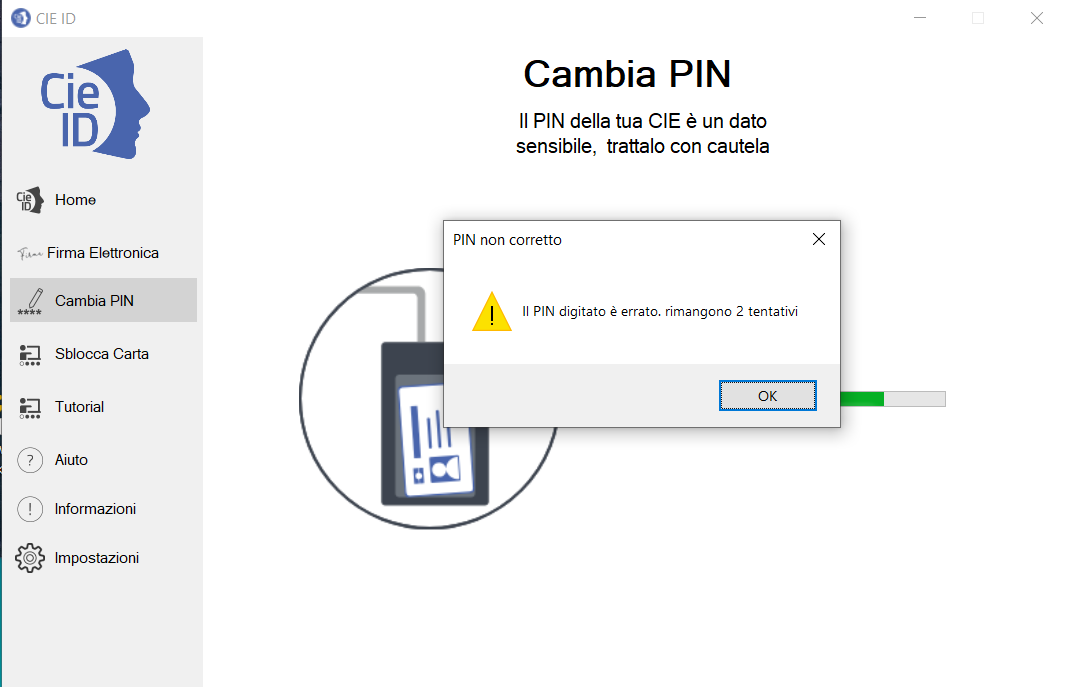 CIE ID
Cie
ID
Cie
ID
Home
Firma Elettronica
****
Cambia PIN
Sblocca Carta
Tutorial
?
Aiuto
!
Informazioni
Impostazioni
Cambia PIN
Il PIN della tua CIE è un dato
sensibile, trattalo con cautela
PIN non corretto
!
Il PIN digitato è errato. rimangono 2 tentativi
OK